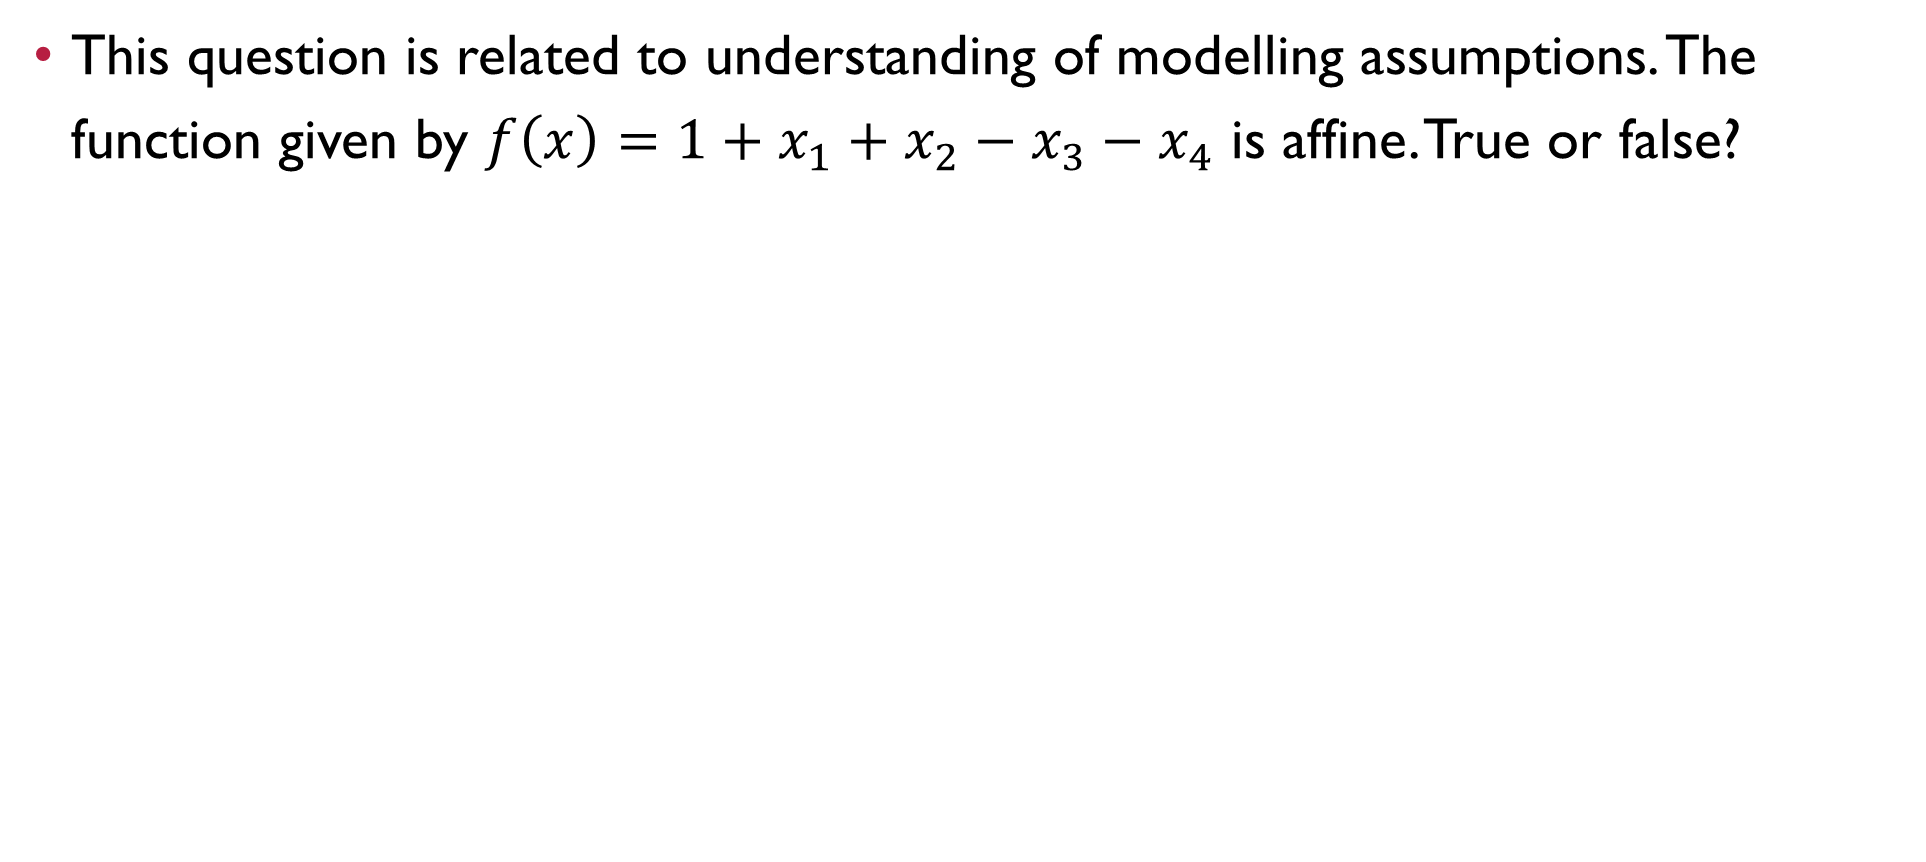 • This question is related to understanding of modelling assumptions. The
function given by f(x) = 1 + x₁ + x₂ − x₃ − x₄ is affine. True or false?